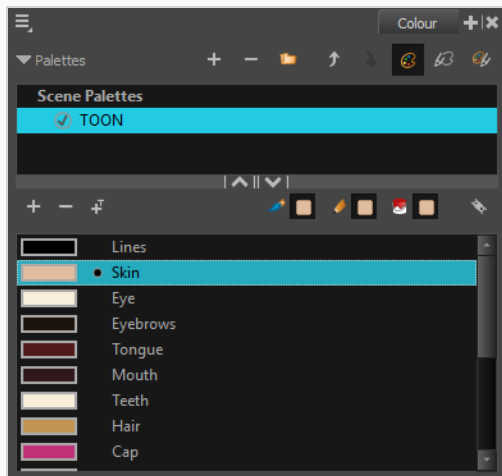 Colour
Palettes
Scene Palettes
TOON
Lines
Skin
Eye
Eyebrows
Tongue
Mouth
Teeth
Hair
Cap